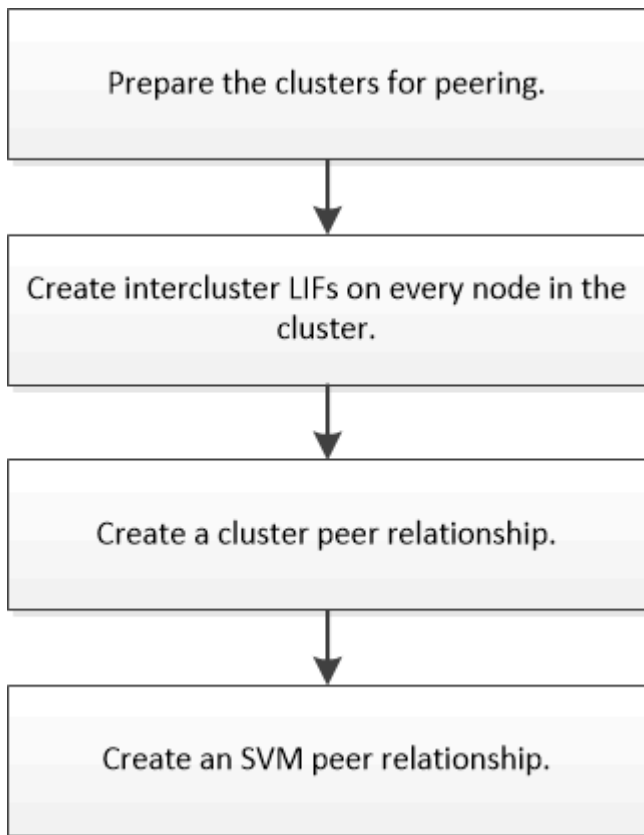 Prepare the clusters for peering.
Create intercluster LIFs on every node in the
cluster.
Create a cluster peer relationship.
Create an SVM peer relationship.